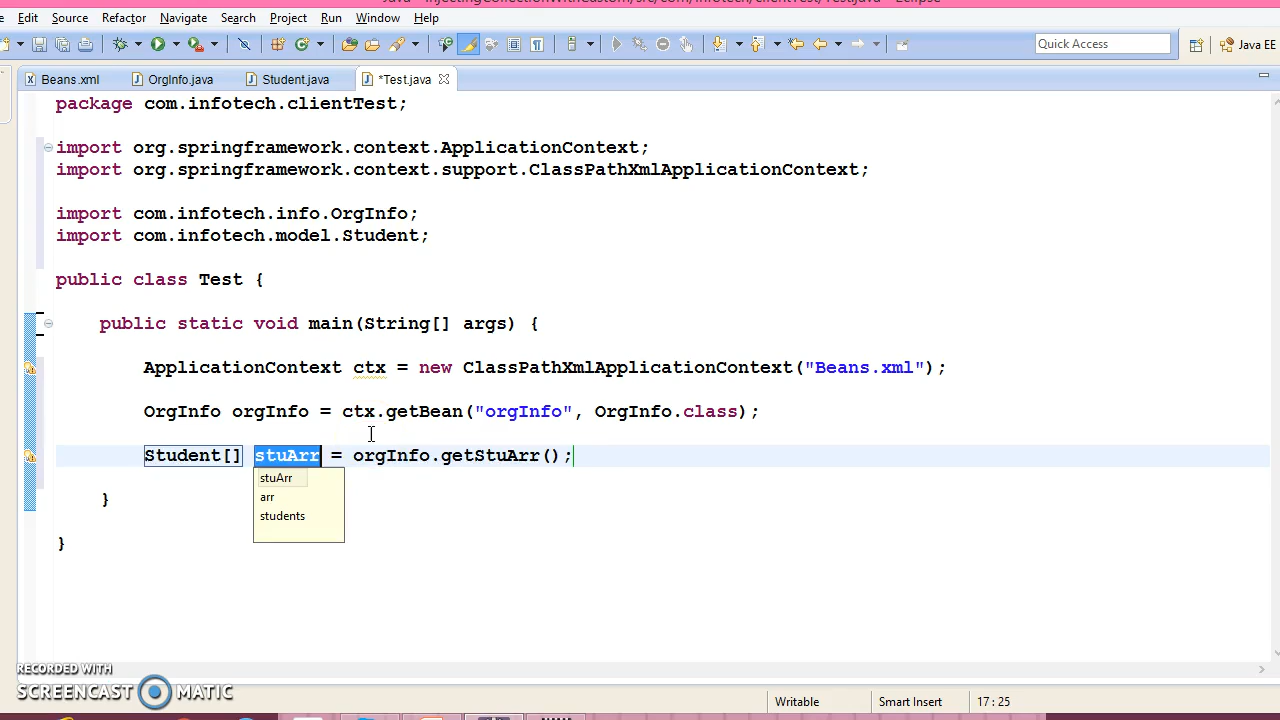 Edit Source Refactor Navigate Search Project Run Window Help
Quick Access
Java EE
Beans.xml OrgInfo.java Student.java *Test.java
package com.infotech.clientTest;
import org.springframework.context.ApplicationContext;
import org.springframework.context.support.ClassPathXmlApplicationContext;
import com.infotech.info.OrgInfo;
import com.infotech.model.Student;
public class Test {
public static void main(String[] args) {
ApplicationContext ctx = new ClassPathXmlApplicationContext("Beans.xml");
OrgInfo orgInfo = ctx.getBean("orgInfo", OrgInfo.class);
Student[] stuArr = orgInfo.getStuArr();
stuArr
arr
students
}
}
RECORDED WITH
SCREENCAST MATIC
Writable Smart Insert 17 : 25